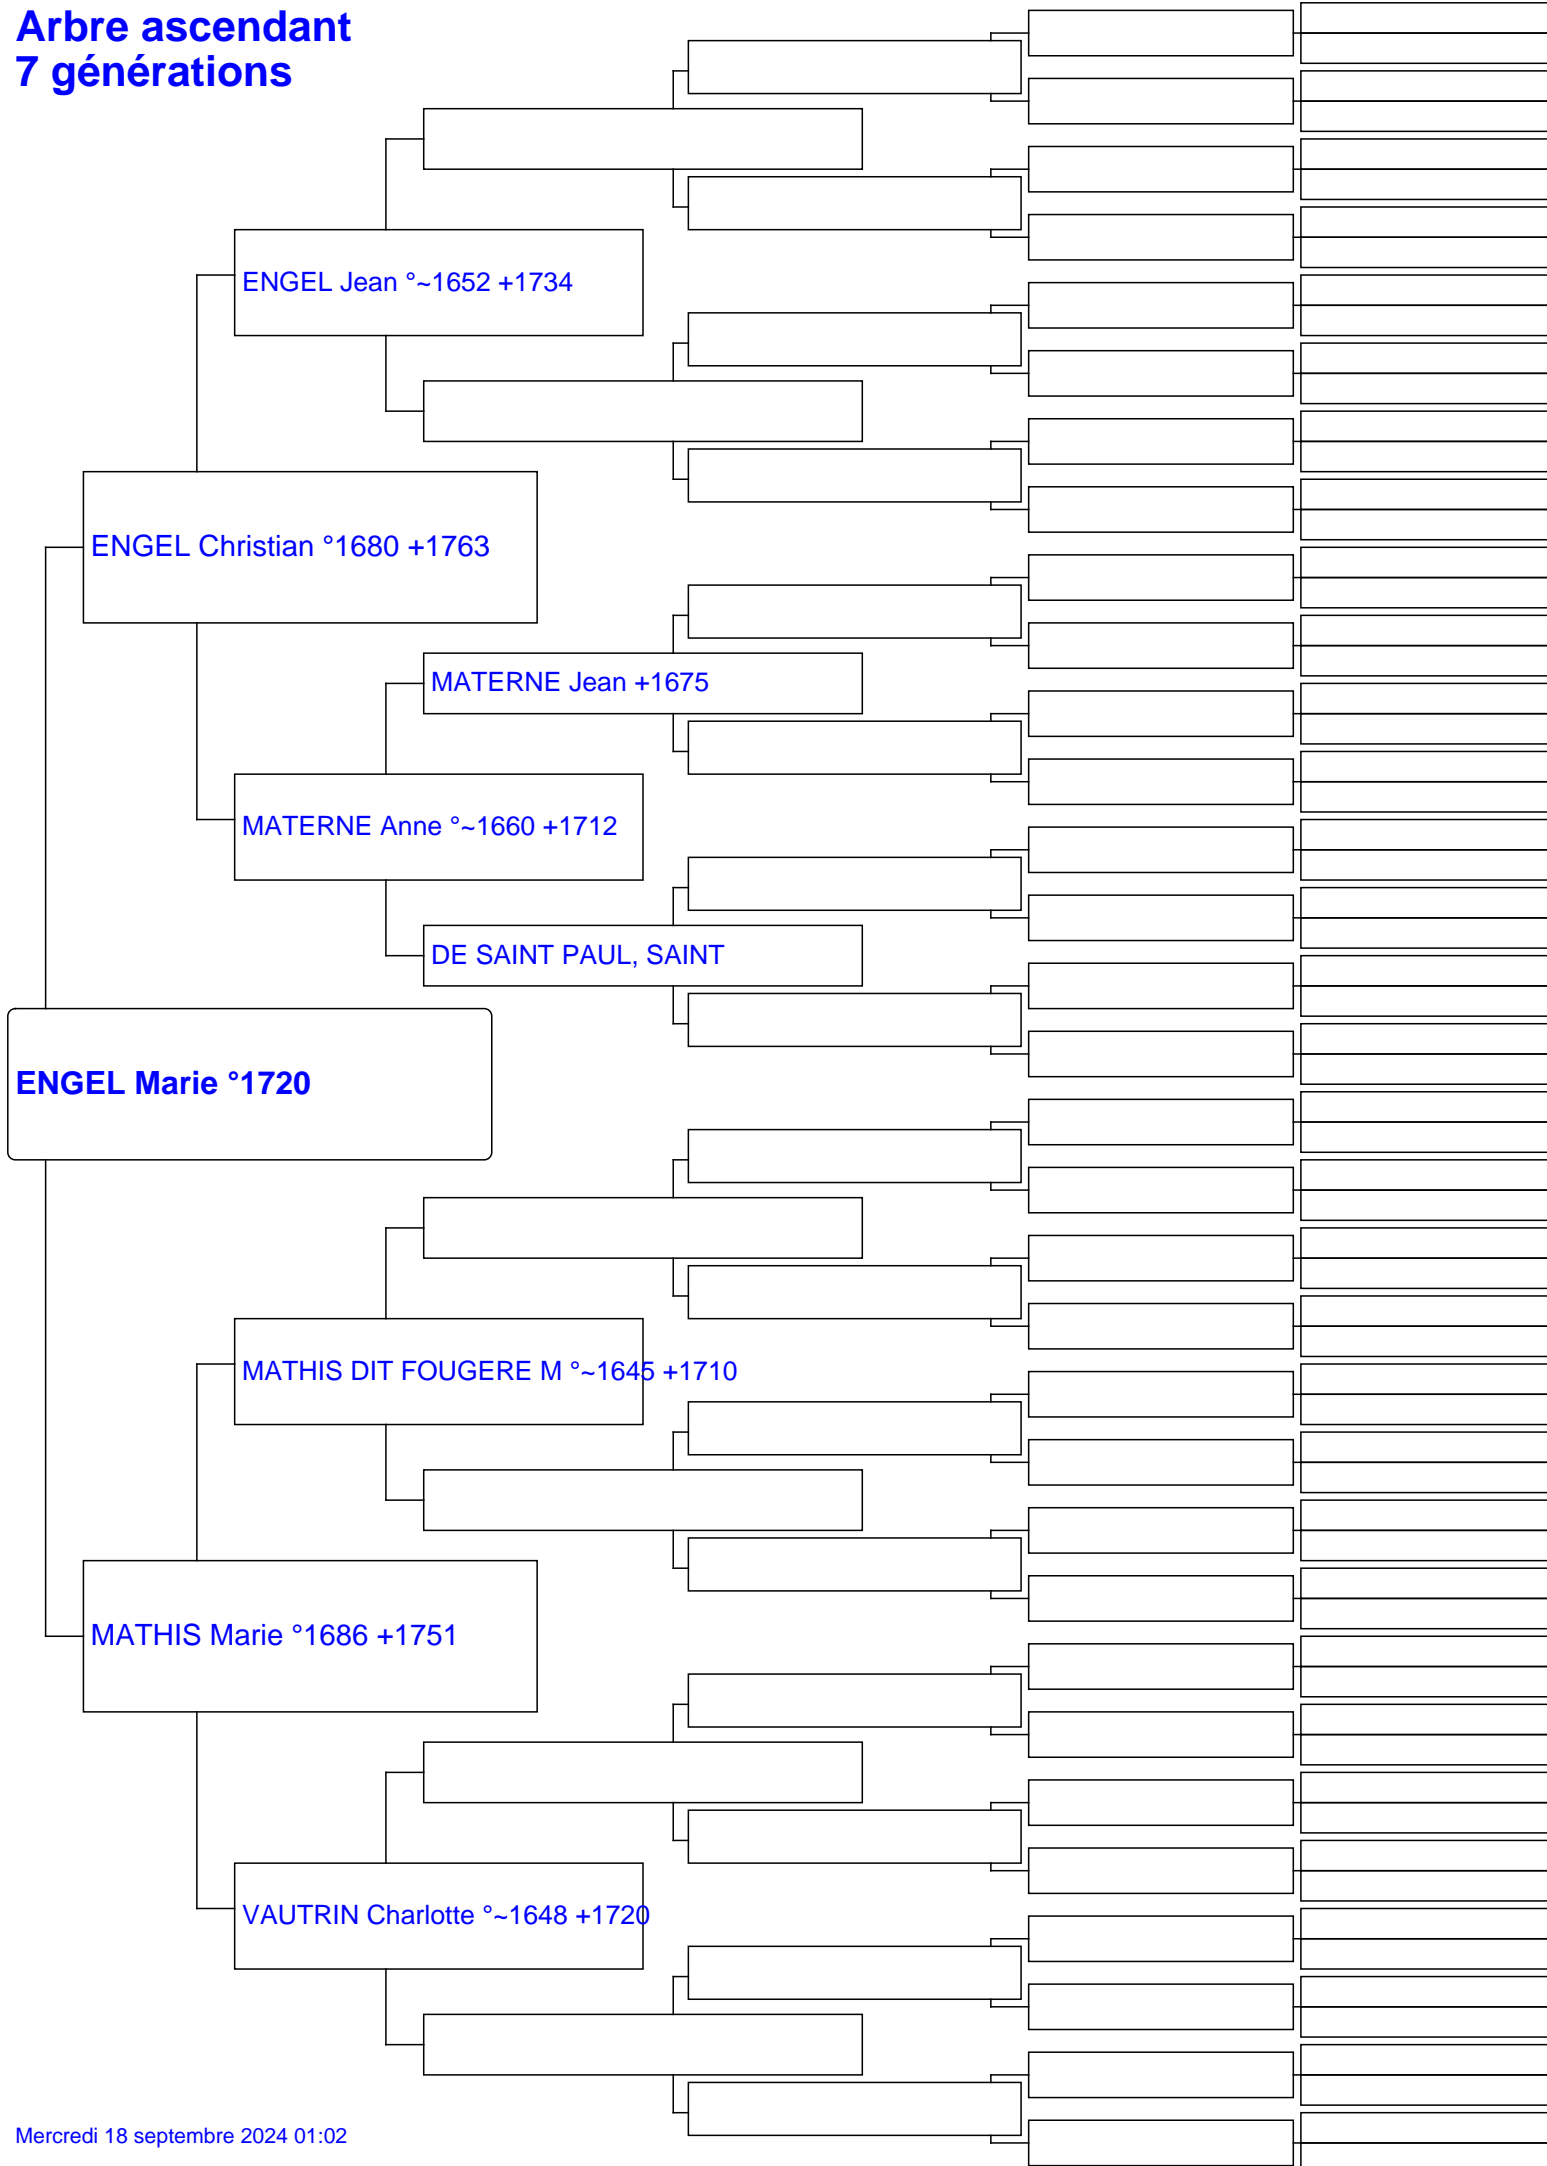 Arbre ascendant
7 générations
ENGEL Jean °~1652 +1734
ENGEL Christian °1680 +1763
MATERNE Jean +1675
MATERNE Anne °~1660 +1712
DE SAINT PAUL, SAINT
ENGEL Marie °1720
MATHIS DIT FOUGERE M °~1645 +1710
MATHIS Marie °1686 +1751
VAUTRIN Charlotte °~1648 +1720
Mercredi 18 septembre 2024 01:02